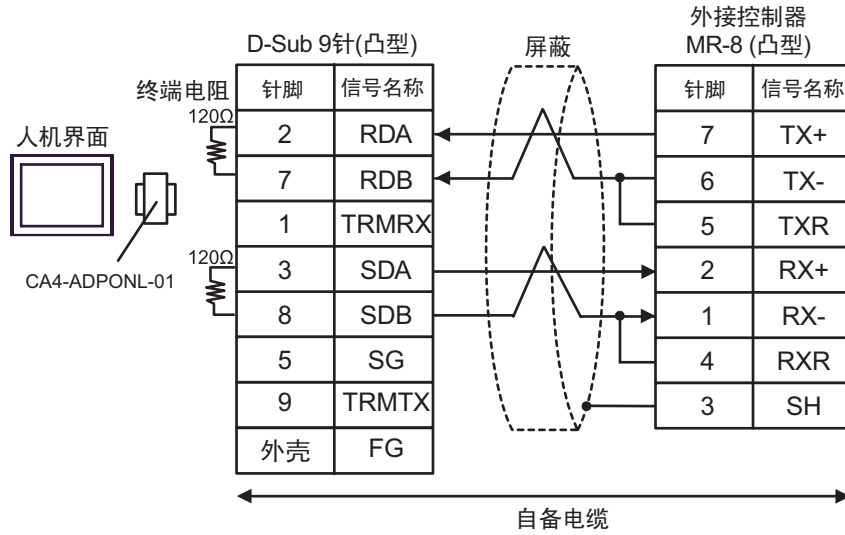 外接控制器
D-Sub 9针(凸型) 屏蔽 MR-8 (凸型)
终端电阻 针脚 信号名称 针脚 信号名称
120Ω
人机界面
2 RDA 7 TX+
7 RDB 6 TX-
1 TRMRX 5 TXR
120Ω
3 SDA 2 RX+
CA4-ADPONL-01
8 SDB 1 RX-
5 SG 4 RXR
9 TRMTX 3 SH
外壳 FG
自备电缆